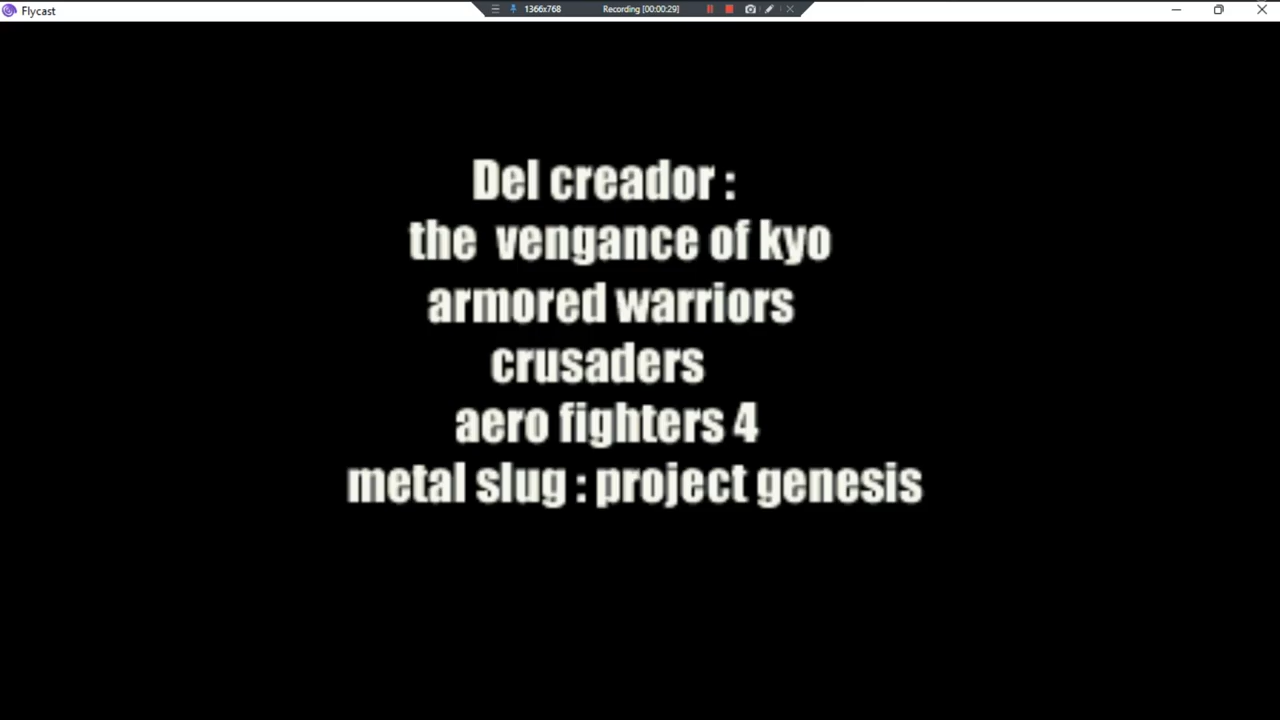 Flycast
1366x768
Recording [00:00:29]
Del creador :
the vengance of kyo
armored warriors
crusaders
aero fighters 4
metal slug : project genesis